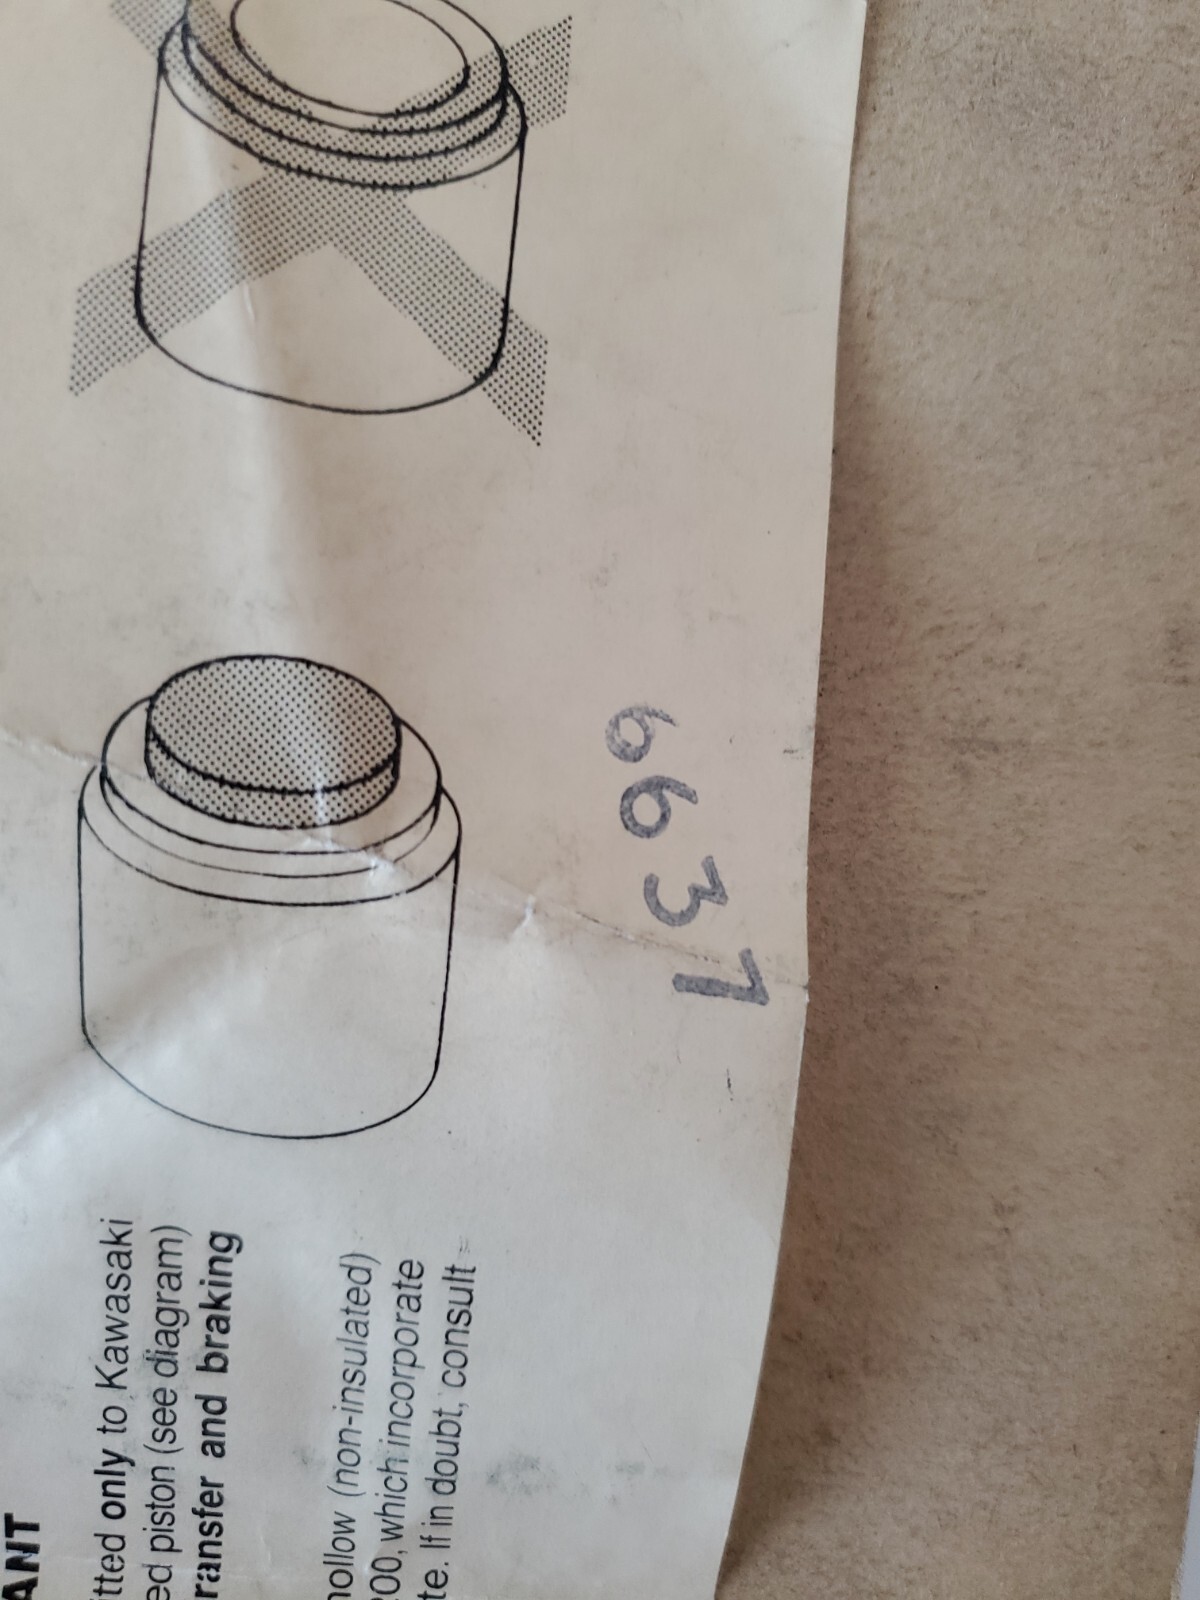 ANT
itted only to Kawasaki
ed piston (see diagram)
ransfer and braking
hollow (non-insulated)
00, which incorporate
te. If in doubt, consult
6637